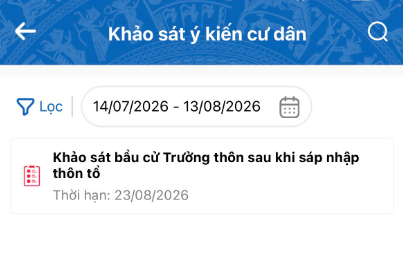 Khảo sát ý kiến cư dân
Lọc
14/07/2026 - 13/08/2026
Khảo sát bầu cử Trưởng thôn sau khi sáp nhập
thôn tổ
Thời hạn: 23/08/2026